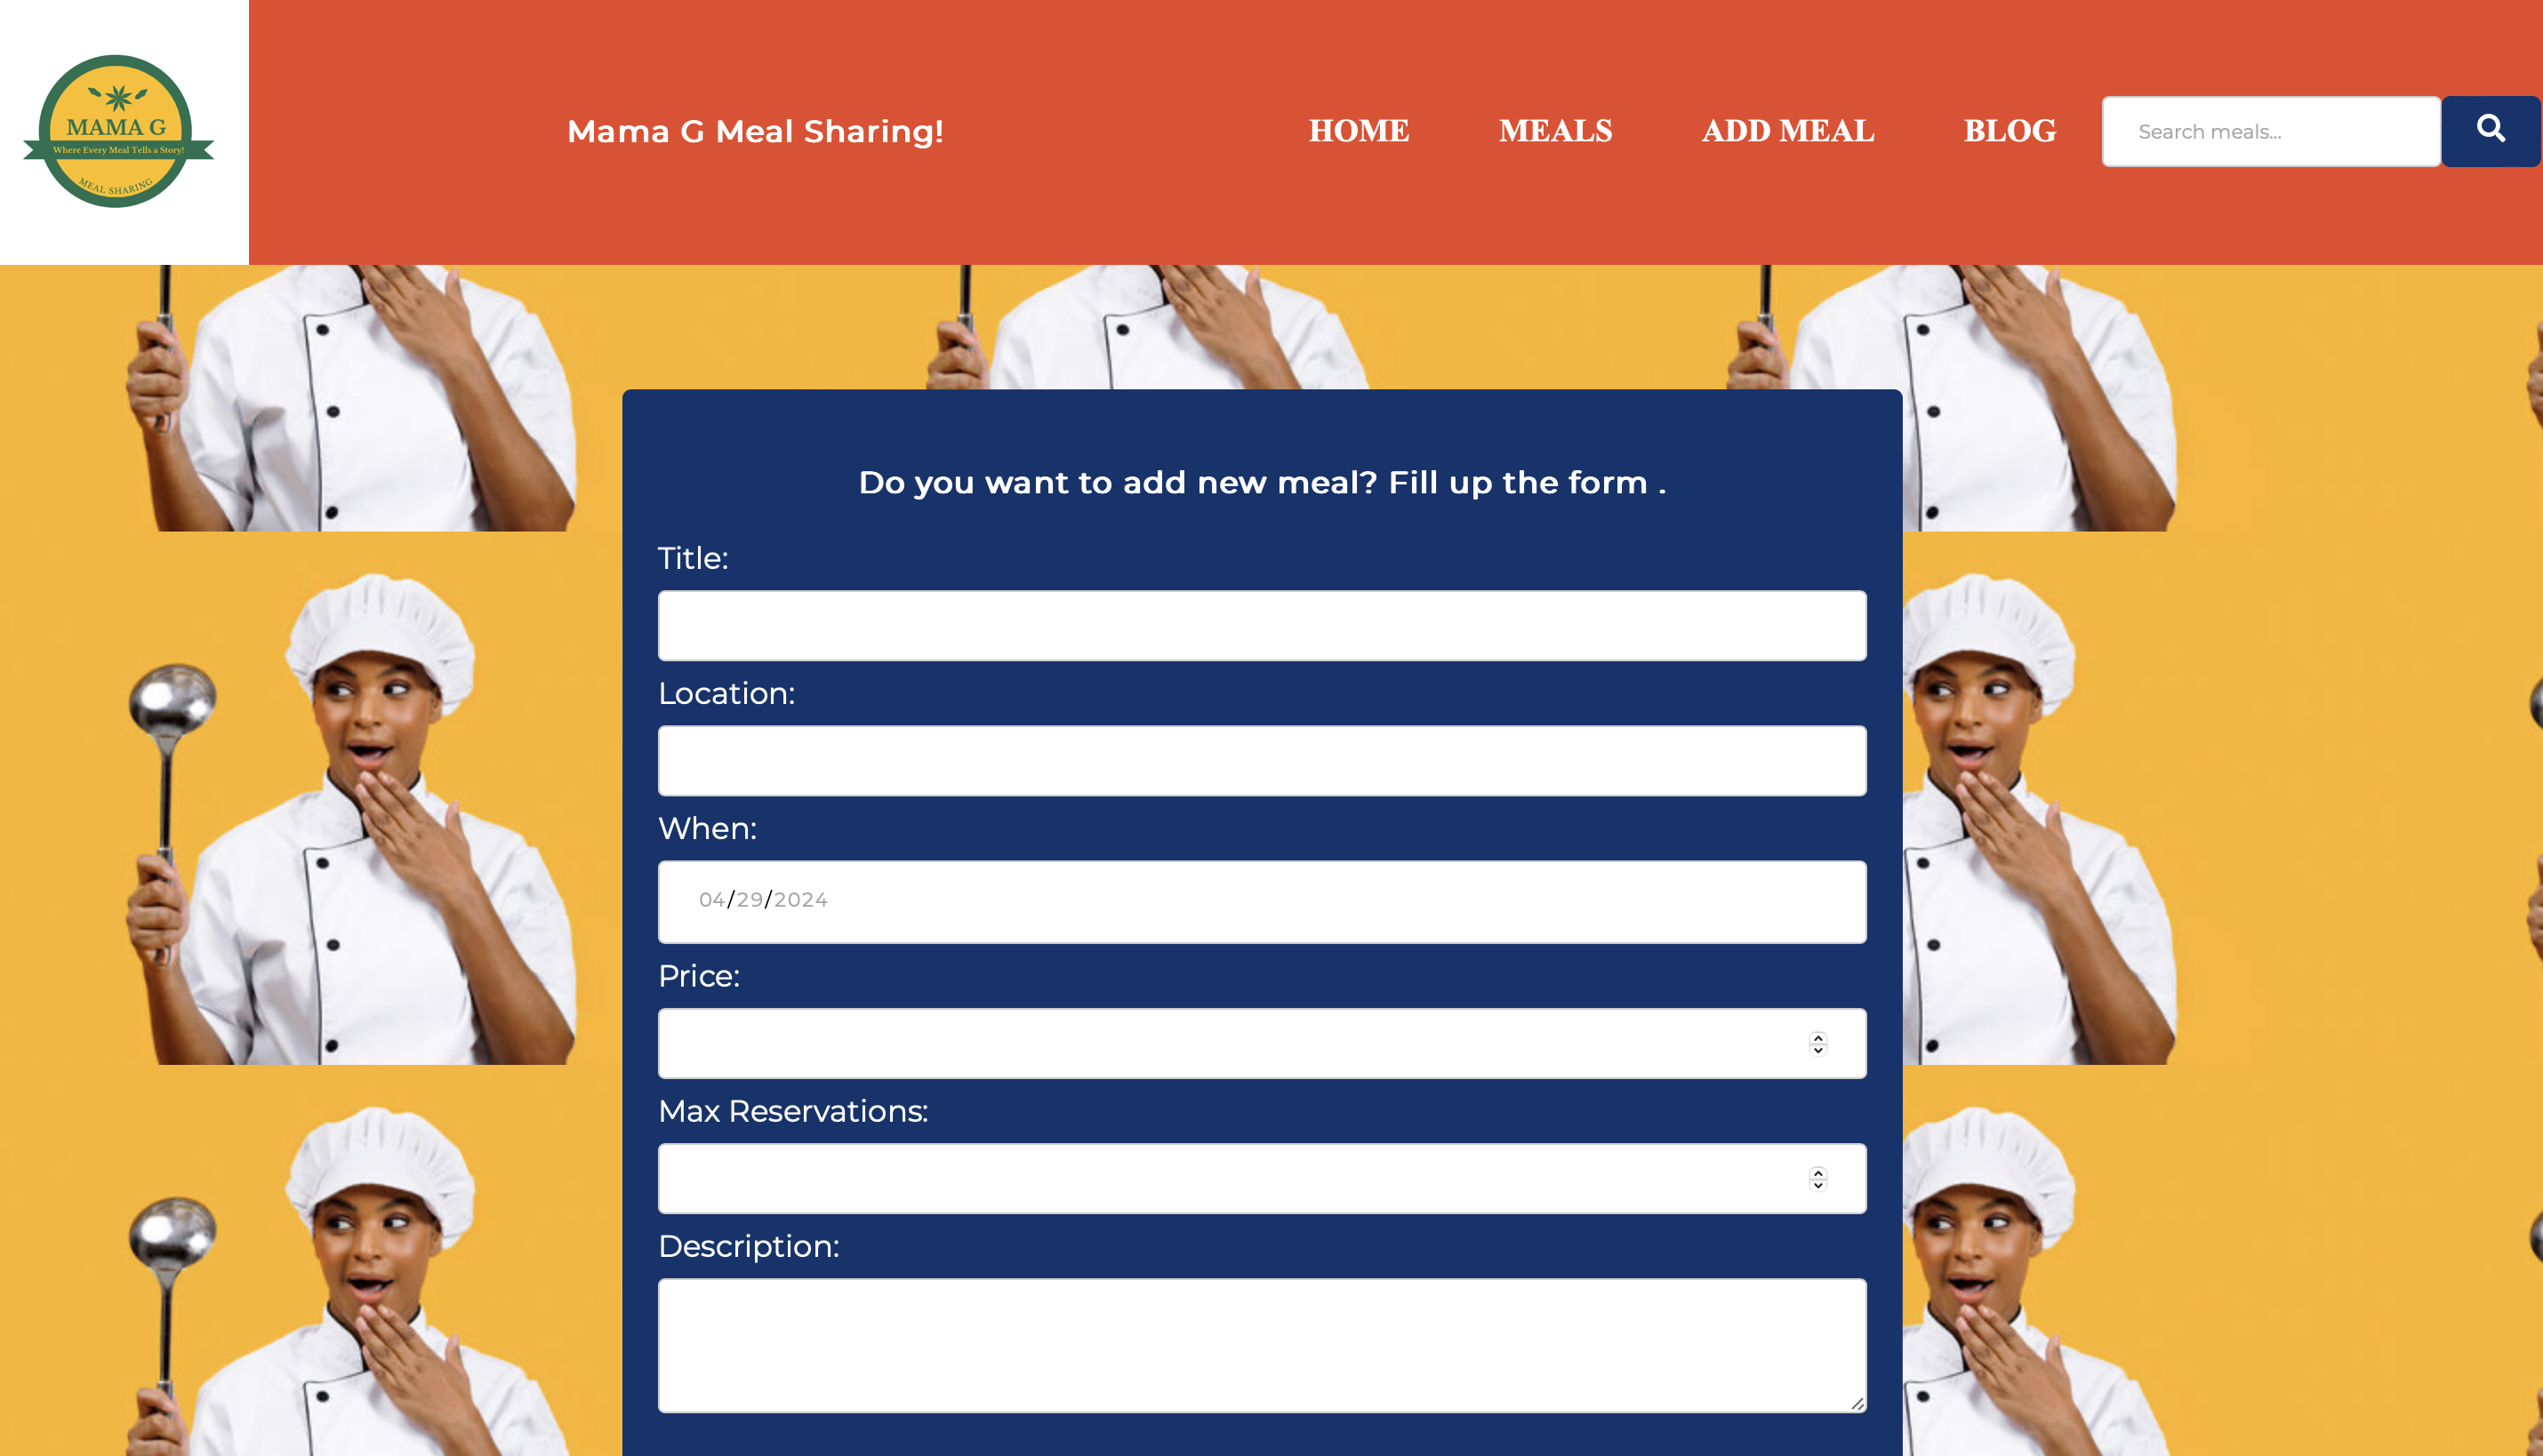 MAMA G
Where Every Meal Tells a Story!
MEAL SHARING
Mama G Meal Sharing!
HOME
MEALS
ADD MEAL
BLOG
Search meals...
Do you want to add new meal? Fill up the form .
Title:
Location:
When:
04/29/2024
Price:
Max Reservations:
Description: